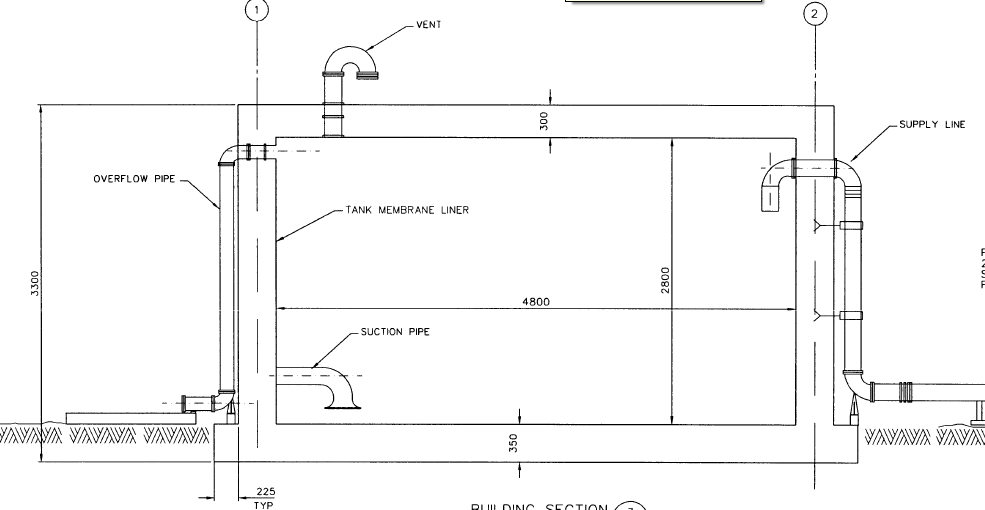 1
2
VENT
300
SUPPLY LINE
OVERFLOW PIPE
TANK MEMBRANE LINER
3300
2800
4800
SUCTION PIPE
350
225
TYP
BUILDING SECTION